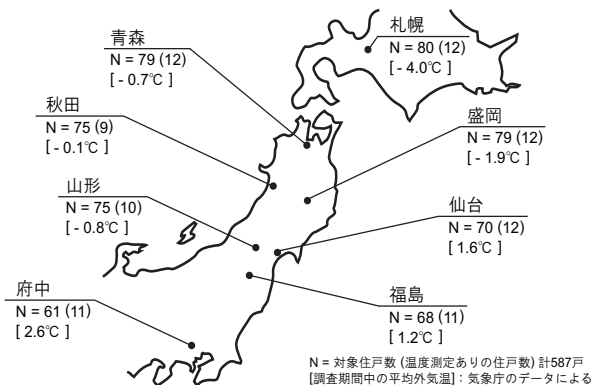 札幌
N = 80 (12)
[ - 4.0℃ ]
青森
N = 79 (12)
[ - 0.7℃ ]
秋田
N = 75 (9)
[ - 0.1℃ ]
盛岡
N = 79 (12)
[ - 1.9℃ ]
山形
N = 75 (10)
[ - 0.8℃ ]
仙台
N = 70 (12)
[ 1.6℃ ]
府中
N = 61 (11)
[ 2.6℃ ]
福島
N = 68 (11)
[ 1.2℃ ]
N = 対象住戸数 (温度測定ありの住戸数) 計587戸
[調査期間中の平均外気温] : 気象庁のデータによる